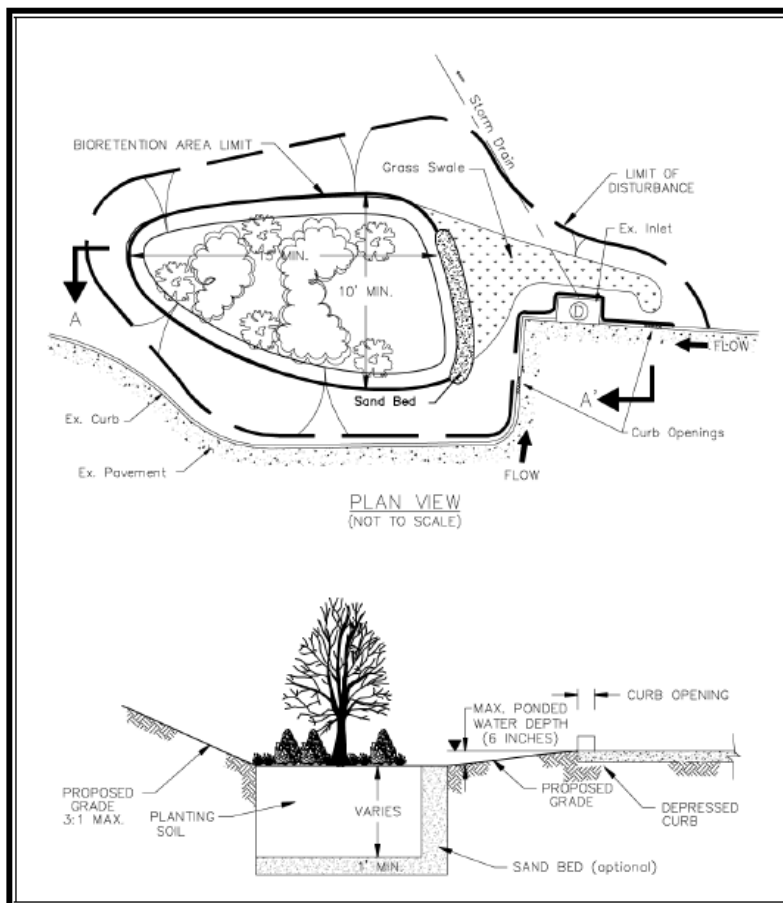 Storm Drain
BIORETENTION AREA LIMIT
Grass Swale
LIMIT OF
DISTURBANCE
Ex. Inlet
15' MIN.
10' MIN.
A
D
FLOW
Sand Bed
A'
Ex. Curb
Curb Openings
Ex. Pavement
FLOW
PLAN VIEW
(NOT TO SCALE)
MAX. PONDED
WATER DEPTH
(6 INCHES)
CURB OPENING
PROPOSED
GRADE
3:1 MAX.
PLANTING
SOIL
VARIES
PROPOSED
GRADE
DEPRESSED
CURB
1' MIN.
SAND BED (optional)